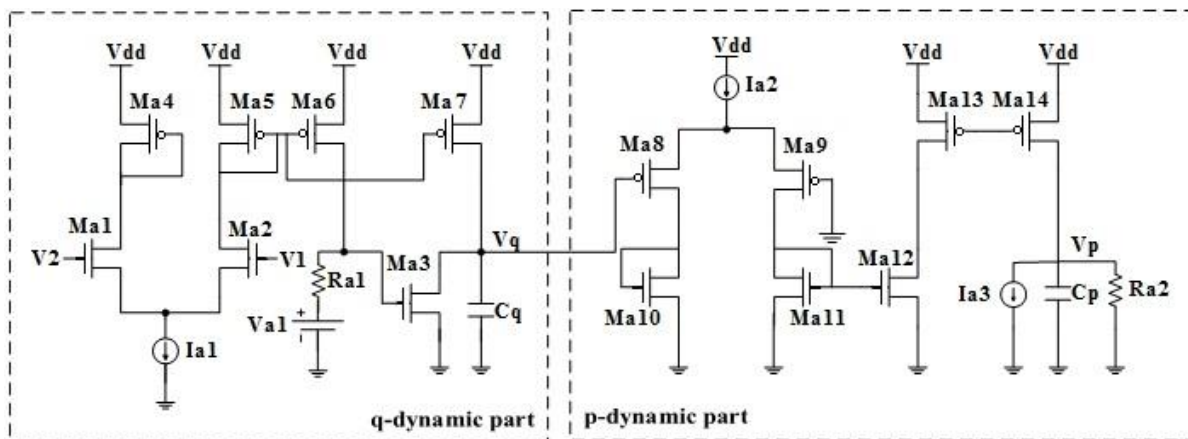 Vdd Vdd Vdd Vdd
Ma4 Ma5 Ma6 Ma7
Ma1 Ma2
V2 V1
Ra1
Va1
+
-
Ma3
Vq
Cq
Ia1
q-dynamic part
Vdd
Ia2
Vdd Vdd
Ma8 Ma9
Ma13 Ma14
Ma10 Ma11
Ma12
Vp
Ia3 Cp Ra2
p-dynamic part